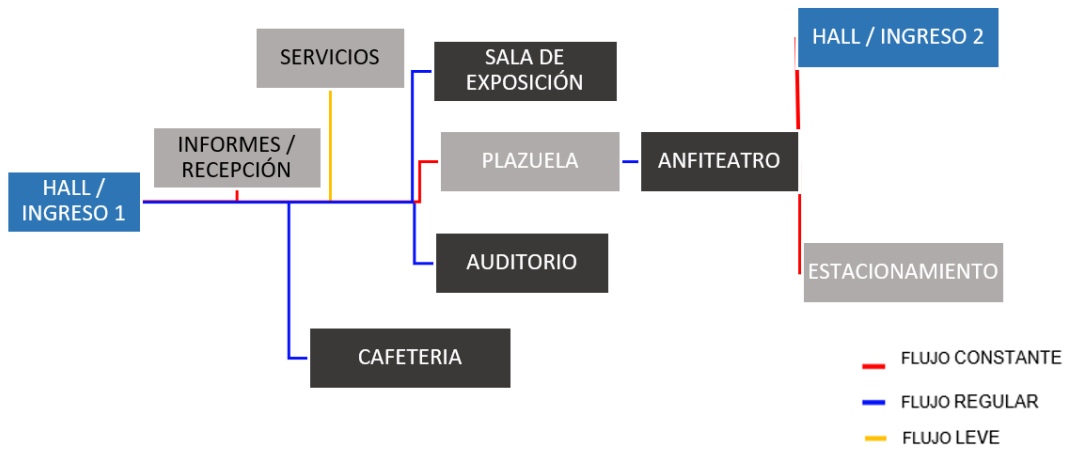 HALL / INGRESO 2
SERVICIOS
SALA DE
EXPOSICIÓN
INFORMES /
RECEPCIÓN
PLAZUELA
ANFITEATRO
HALL /
INGRESO 1
AUDITORIO
ESTACIONAMIENTO
CAFETERIA
FLUJO CONSTANTE
FLUJO REGULAR
FLUJO LEVE